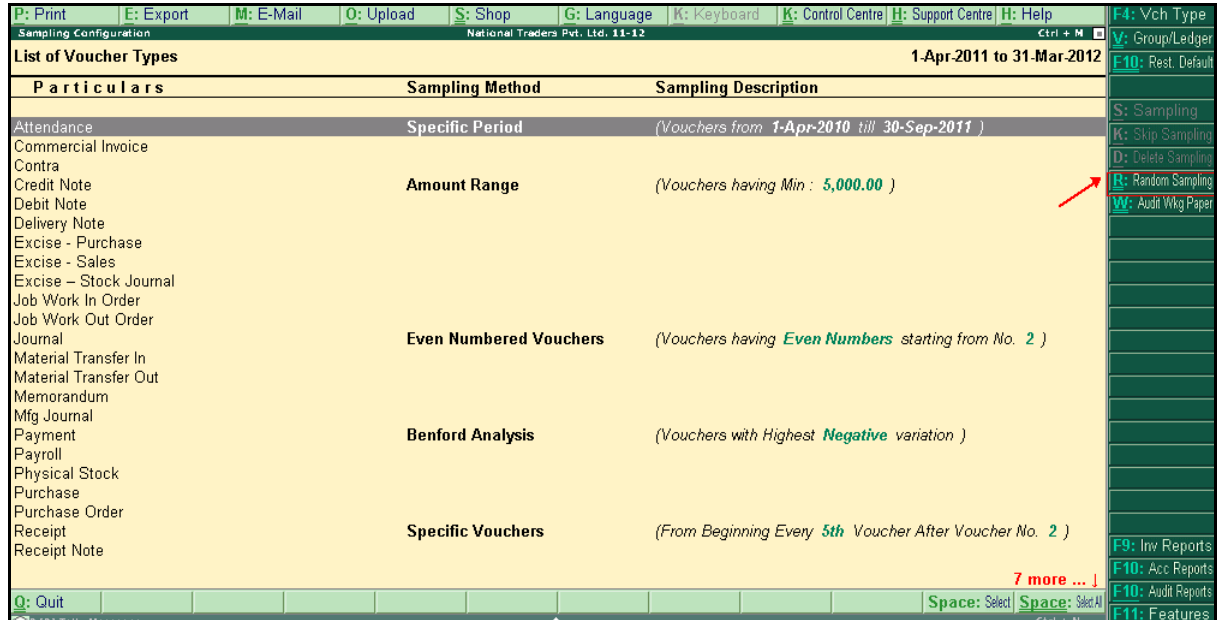 P: Print E: Export M: E-Mail O: Upload S: Shop G: Language K: Keyboard K: Control Centre H: Support Centre H: Help F4: Vch Type
Sampling Configuration National Traders Pvt. Ltd. 11-12 Ctrl + M V: Group/Ledger
List of Voucher Types 1-Apr-2011 to 31-Mar-2012 F10: Rest. Default
Particulars Sampling Method Sampling Description
S: Sampling
Attendance Specific Period (Vouchers from 1-Apr-2010 till 30-Sep-2011 ) K: Skip Sampling
Commercial Invoice
Contra D: Delete Sampling
Credit Note Amount Range (Vouchers having Min : 5,000.00 ) R: Random Sampling
Debit Note W: Audit Wkg Paper
Delivery Note
Excise - Purchase
Excise - Sales
Excise – Stock Journal
Job Work In Order
Job Work Out Order
Journal Even Numbered Vouchers (Vouchers having Even Numbers starting from No. 2 )
Material Transfer In
Material Transfer Out
Memorandum
Mfg Journal
Payment Benford Analysis (Vouchers with Highest Negative variation )
Payroll
Physical Stock
Purchase
Purchase Order
Receipt Specific Vouchers (From Beginning Every 5th Voucher After Voucher No. 2 )
Receipt Note F9: Inv Reports
7 more ... ↓ F10: Acc Reports
Q: Quit Space: Select Space: Select All F10: Audit Reports
F11: Features